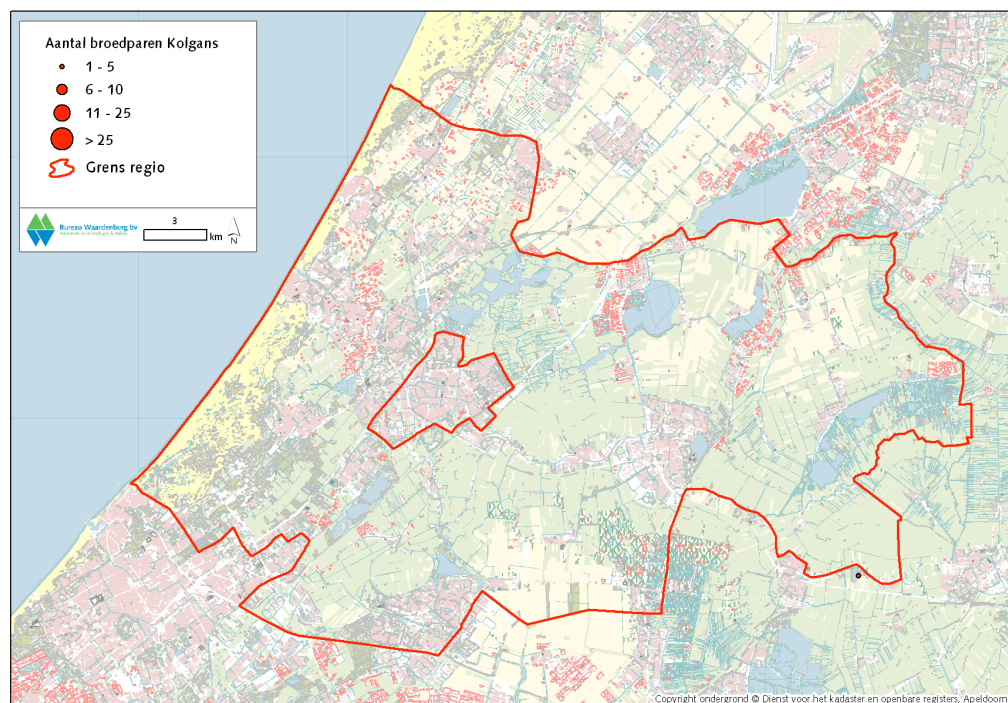 Aantal broedparen Kolgans
1 - 5
6 - 10
11 - 25
> 25
Grens regio
Bureau Waardenburg bv
3
km
N
Copyright ondergrond © Dienst voor het kadaster en openbare registers, Apeldoorn